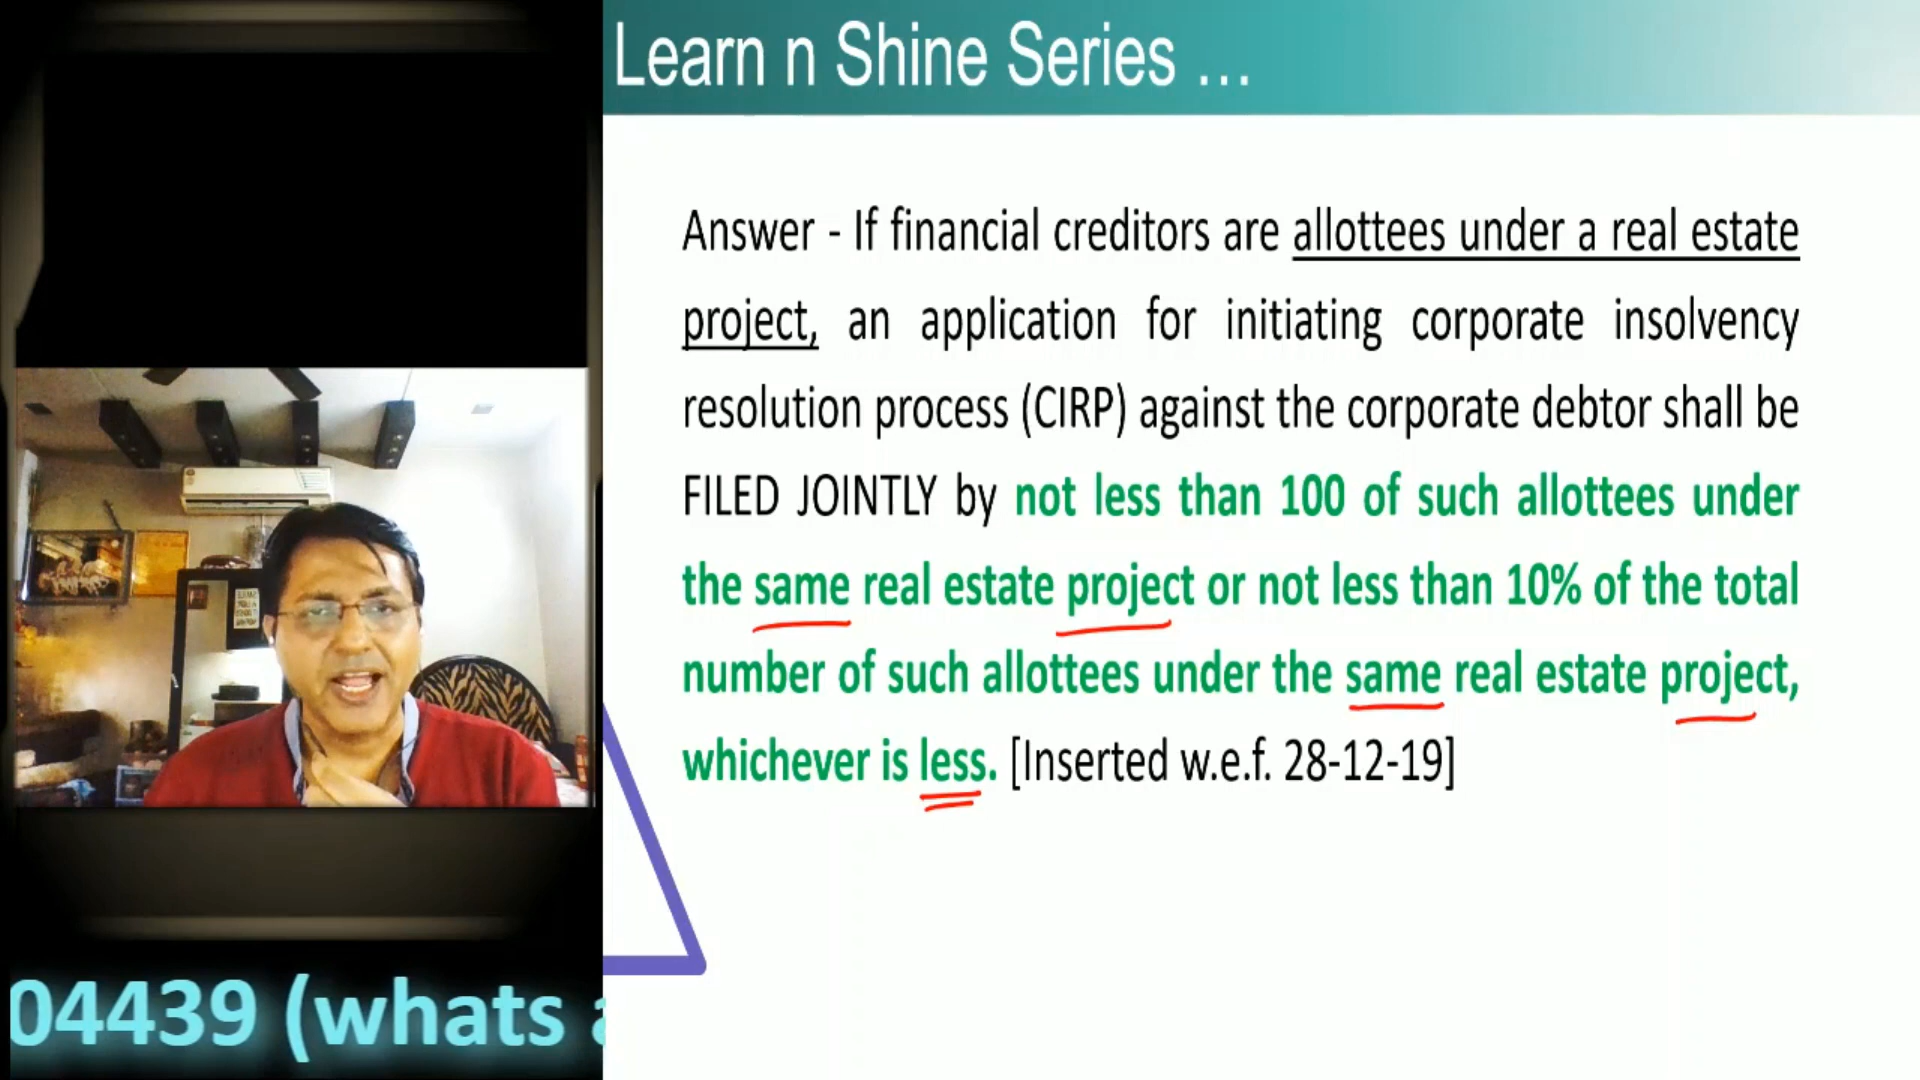 Learn n Shine Series ...
Answer - If financial creditors are allottees under a real estate
project, an application for initiating corporate insolvency
resolution process (CIRP) against the corporate debtor shall be
FILED JOINTLY by not less than 100 of such allottees under
the same real estate project or not less than 10% of the total
number of such allottees under the same real estate project,
whichever is less. [Inserted w.e.f. 28-12-19]
04439 (whats a